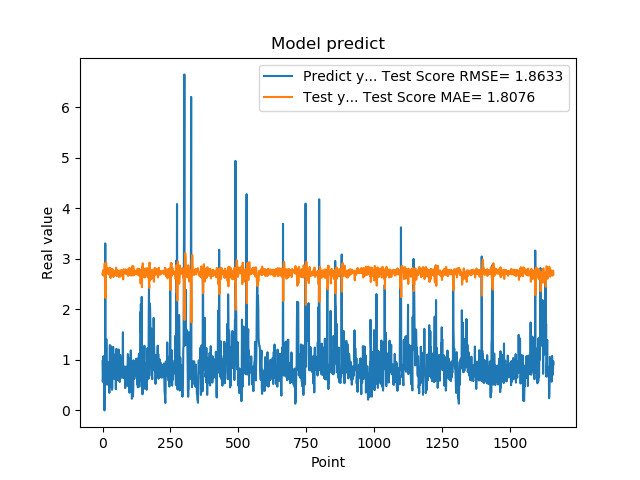 Model predict
Predict y... Test Score RMSE= 1.8633
Test y... Test Score MAE= 1.8076
Real value
6
5
4
3
2
1
0
0 250 500 750 1000 1250 1500
Point